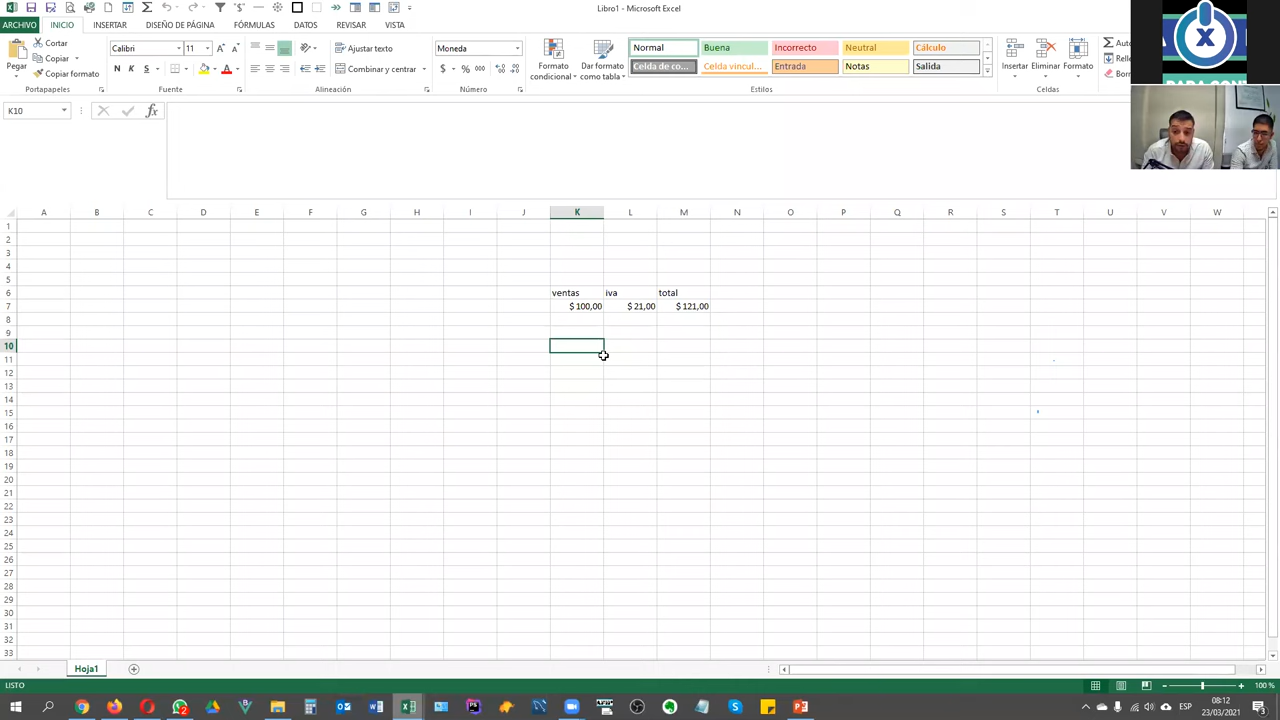 Libro1 - Microsoft Excel
ARCHIVO INICIO INSERTAR DISEÑO DE PÁGINA FÓRMULAS DATOS REVISAR VISTA
Pegar
Cortar
Copiar
Copiar formato
Portapapeles
Calibri 11
N K S
Fuente
Ajustar texto
Combinar y centrar
Alineación
Moneda
$ % 000
Número
Formato condicional
Dar formato como tabla
Normal Buena Incorrecto Neutral Cálculo
Celda de co... Celda vincul... Entrada Notas Salida
Estilos
Insertar Eliminar Formato
Celdas
K10
fx
A B C D E F G H I J K L M N O P Q R S T U V W
1
2
3
4
5
6 ventas iva total
7 $ 100,00 $ 21,00 $ 121,00
8
9
10
11
12
13
14
15
16
17
18
19
20
21
22
23
24
25
26
27
28
29
30
31
32
33
Hoja1
LISTO
100 %
ESP
08:12
23/03/2021